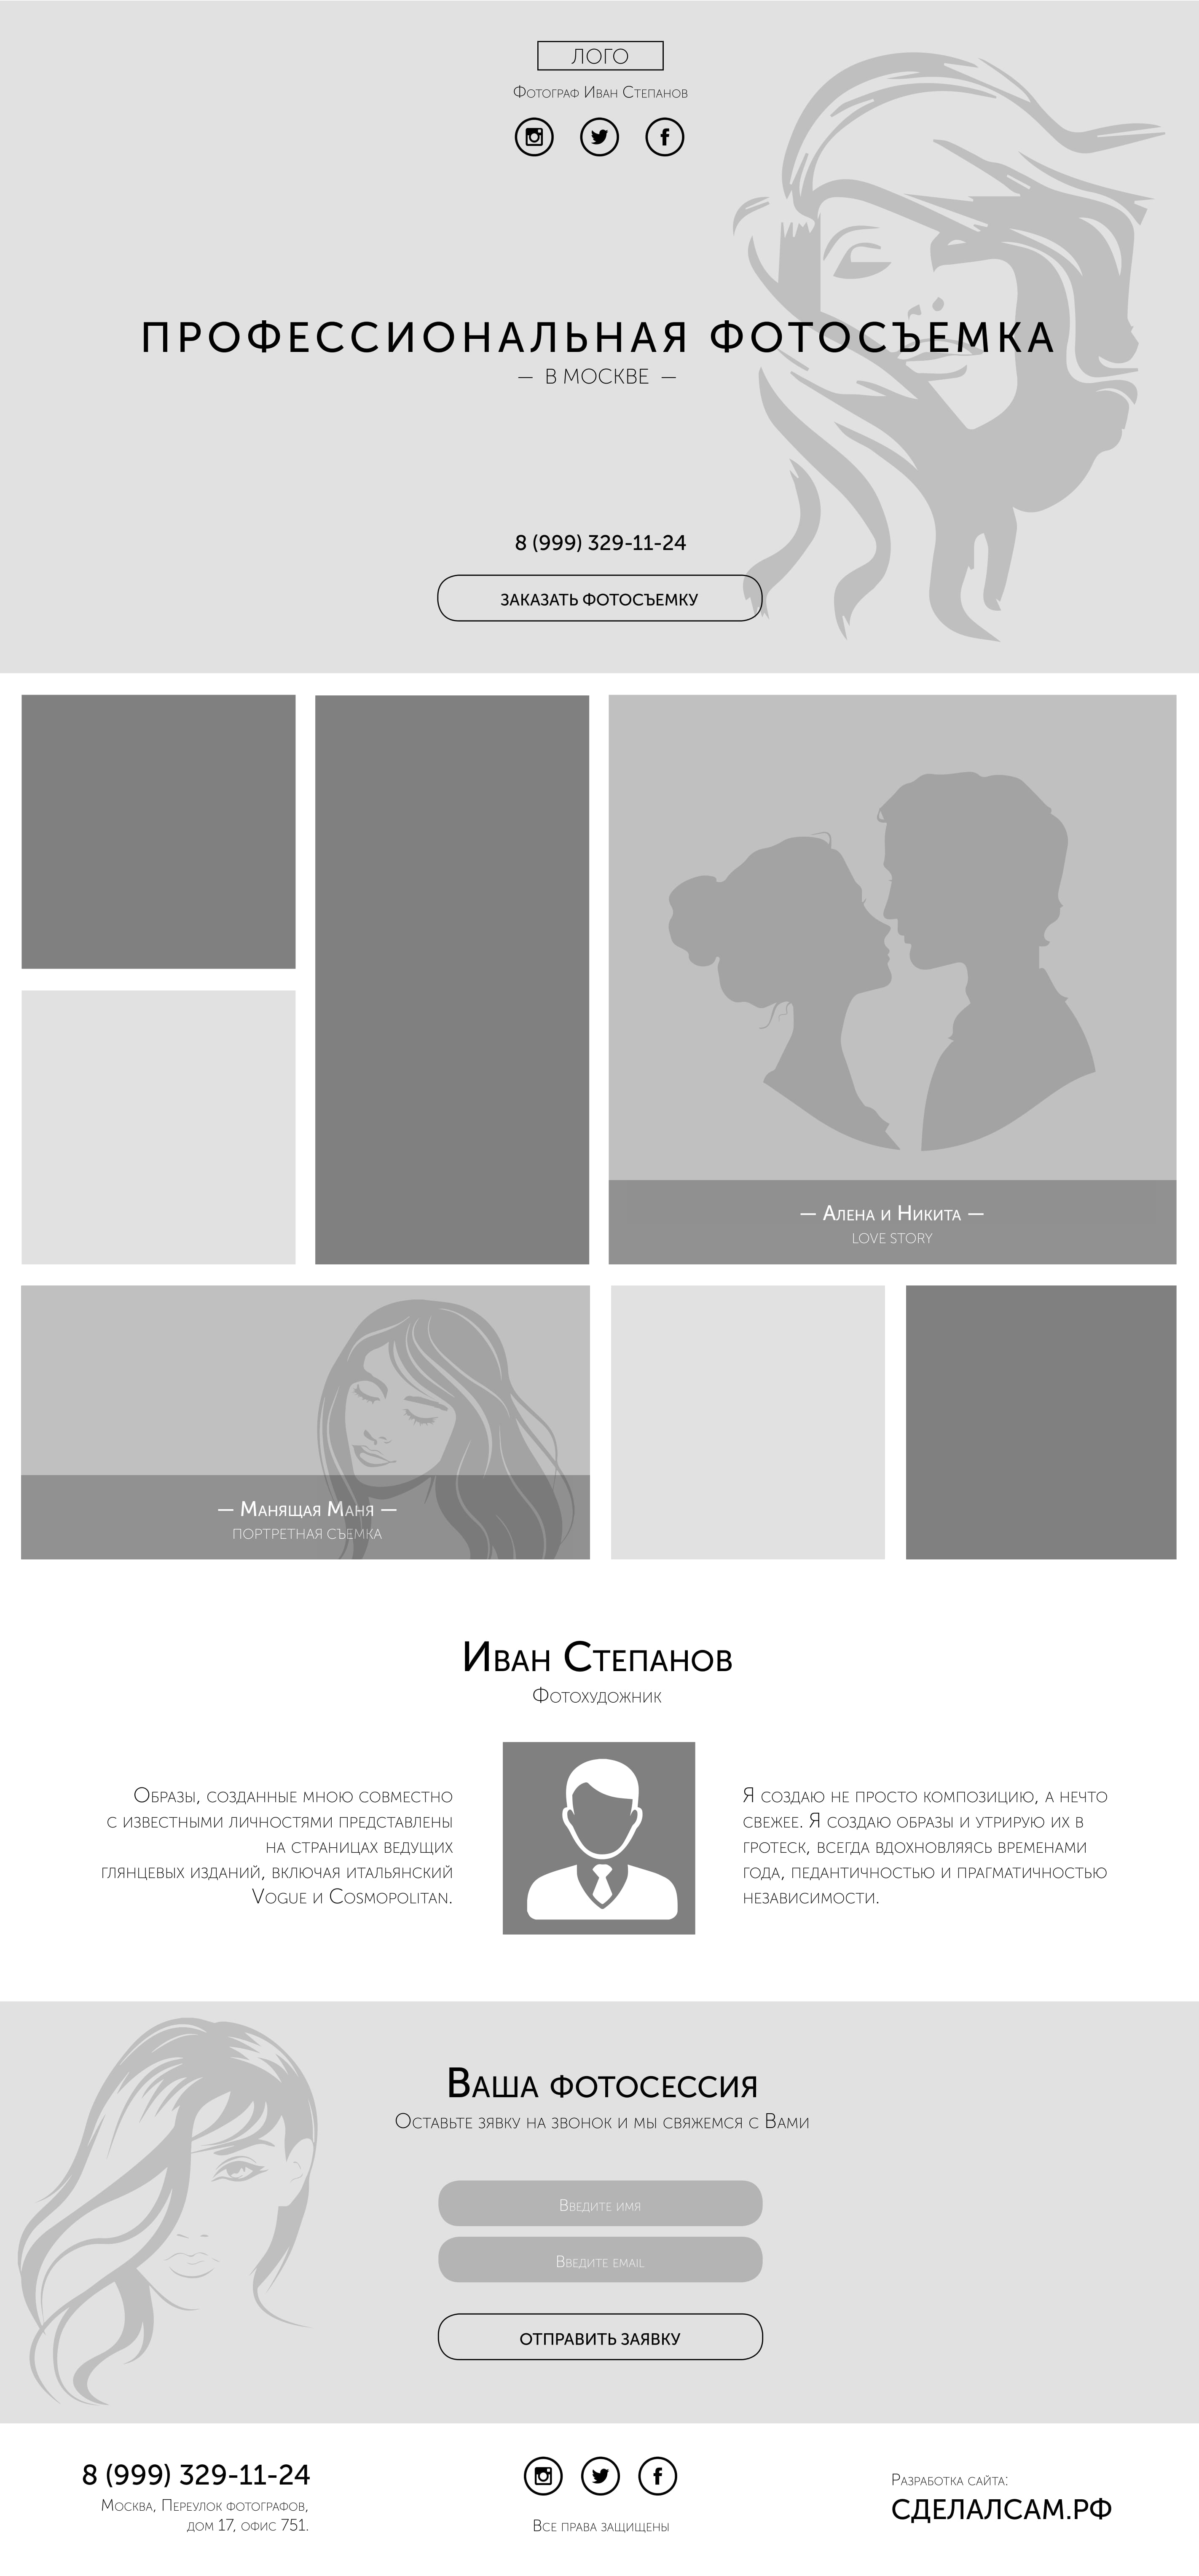 ЛОГО
Фотограф Иван Степанов
ПРОФЕССИОНАЛЬНАЯ ФОТОСЪЕМКА
— В МОСКВЕ —
8 (999) 329-11-24
ЗАКАЗАТЬ ФОТОСЪЕМКУ
— Алена и Никита —
LOVE STORY
— Манящая Маня —
ПОРТРЕТНАЯ СЪЕМКА
Иван Степанов
Фотохудожник
Образы, созданные мною совместно
с известными личностями представлены
на страницах ведущих
глянцевых изданий, включая итальянский
Vogue и Cosmopolitan.
Я создаю не просто композицию, а нечто
свежее. Я создаю образы и утрирую их в
гротеск, всегда вдохновляясь временами
года, педантичностью и прагматичностью
независимости.
Ваша фотосессия
Оставьте зявку на звонок и мы свяжемся с Вами
Введите имя
Введите email
ОТПРАВИТЬ ЗАЯВКУ
8 (999) 329-11-24
Москва, Переулок фотографов,
дом 17, офис 751.
Все права защищены
Разработка сайта:
СДЕЛАЛСАМ.РФ